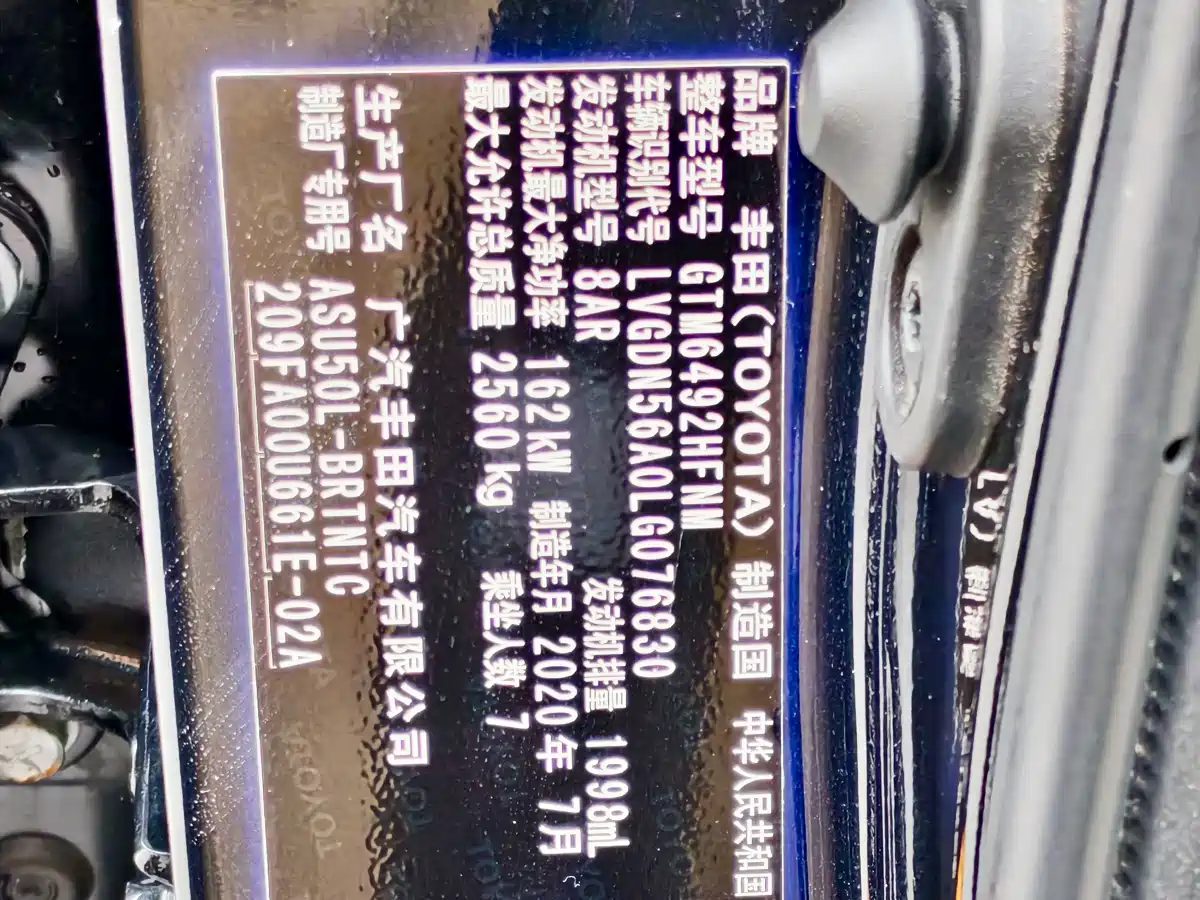 品牌 丰田(TOYOTA) 制造国 中华人民共和国
整车型号 GTM6492HFNM
车辆识别代号 LVGDN56A0LG076830
发动机型号 8AR 发动机排量 1998mL
发动机最大净功率 162kW 制造年月 2020年 7月
最大允许总质量 2560kg 乘坐人数 7
生产厂名 广汽丰田汽车有限公司
制造厂专用号 ASU50L-BRTNTC
209FA00U661E-02A